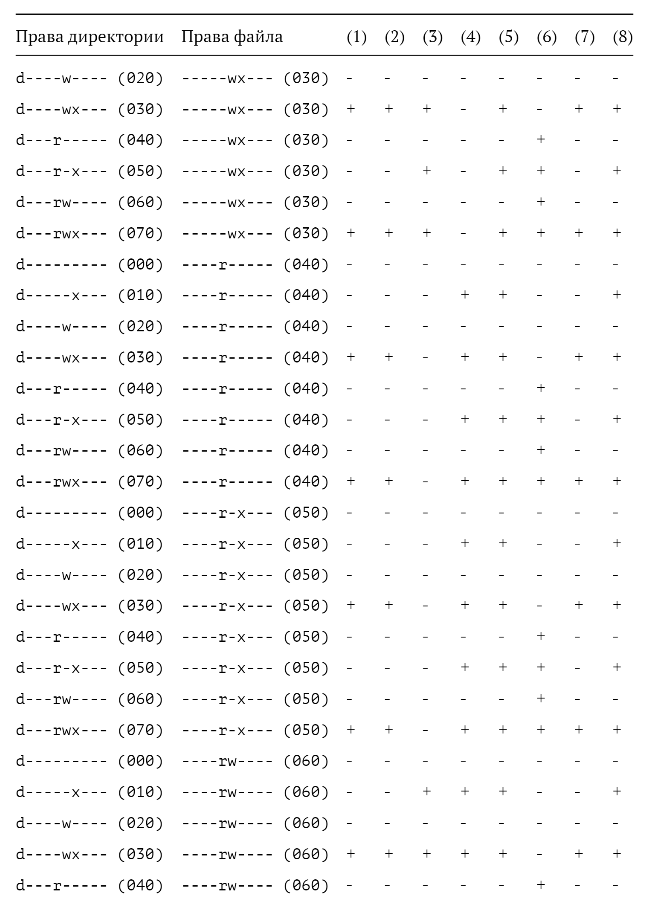 Права директории Права файла (1) (2) (3) (4) (5) (6) (7) (8)
d----w---- (020) -----wx--- (030) - - - - - - - -
d----wx--- (030) -----wx--- (030) + + + - + - + +
d---r----- (040) -----wx--- (030) - - - - - + - -
d---r-x--- (050) -----wx--- (030) - - + - + + - +
d---rw---- (060) -----wx--- (030) - - - - - + - -
d---rwx--- (070) -----wx--- (030) + + + - + + + +
d--------- (000) ----r----- (040) - - - - - - - -
d-----x--- (010) ----r----- (040) - - - + + - - +
d----w---- (020) ----r----- (040) - - - - - - - -
d----wx--- (030) ----r----- (040) + + - + + - + +
d---r----- (040) ----r----- (040) - - - - - + - -
d---r-x--- (050) ----r----- (040) - - - + + + - +
d---rw---- (060) ----r----- (040) - - - - - + - -
d---rwx--- (070) ----r----- (040) + + - + + + + +
d--------- (000) ----r-x--- (050) - - - - - - - -
d-----x--- (010) ----r-x--- (050) - - - + + - - +
d----w---- (020) ----r-x--- (050) - - - - - - - -
d----wx--- (030) ----r-x--- (050) + + - + + - + +
d---r----- (040) ----r-x--- (050) - - - - - + - -
d---r-x--- (050) ----r-x--- (050) - - - + + + - +
d---rw---- (060) ----r-x--- (050) - - - - - + - -
d---rwx--- (070) ----r-x--- (050) + + - + + + + +
d--------- (000) ----rw---- (060) - - - - - - - -
d-----x--- (010) ----rw---- (060) - - + + + - - +
d----w---- (020) ----rw---- (060) - - - - - - - -
d----wx--- (030) ----rw---- (060) + + + + + - + +
d---r----- (040) ----rw---- (060) - - - - - + - -